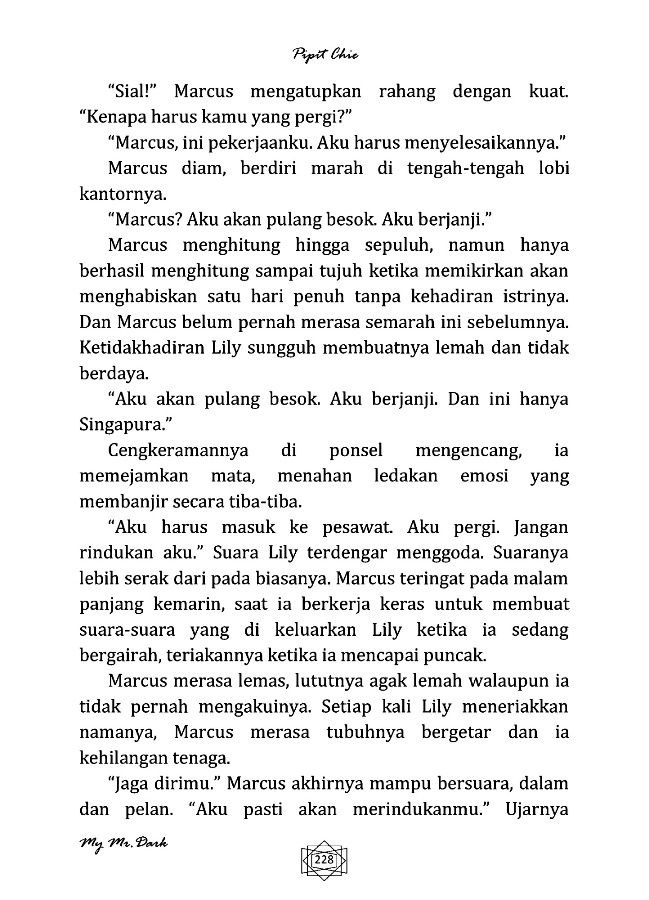 Pipit Chie
“Sial!” Marcus mengatupkan rahang dengan kuat.
“Kenapa harus kamu yang pergi?”
“Marcus, ini pekerjaanku. Aku harus menyelesaikannya.”
Marcus diam, berdiri marah di tengah-tengah lobi
kantornya.
“Marcus? Aku akan pulang besok. Aku berjanji.”
Marcus menghitung hingga sepuluh, namun hanya
berhasil menghitung sampai tujuh ketika memikirkan akan
menghabiskan satu hari penuh tanpa kehadiran istrinya.
Dan Marcus belum pernah merasa semarah ini sebelumnya.
Ketidakhadiran Lily sungguh membuatnya lemah dan tidak
berdaya.
“Aku akan pulang besok. Aku berjanji. Dan ini hanya
Singapura.”
Cengkeramannya di ponsel mengencang, ia
memejamkan mata, menahan ledakan emosi yang
membanjir secara tiba-tiba.
“Aku harus masuk ke pesawat. Aku pergi. Jangan
rindukan aku.” Suara Lily terdengar menggoda. Suaranya
lebih serak dari pada biasanya. Marcus teringat pada malam
panjang kemarin, saat ia berkerja keras untuk membuat
suara-suara yang di keluarkan Lily ketika ia sedang
bergairah, teriakannya ketika ia mencapai puncak.
Marcus merasa lemas, lututnya agak lemah walaupun ia
tidak pernah mengakuinya. Setiap kali Lily meneriakkan
namanya, Marcus merasa tubuhnya bergetar dan ia
kehilangan tenaga.
“Jaga dirimu.” Marcus akhirnya mampu bersuara, dalam
dan pelan. “Aku pasti akan merindukanmu.” Ujarnya
My Mr. Dark
228